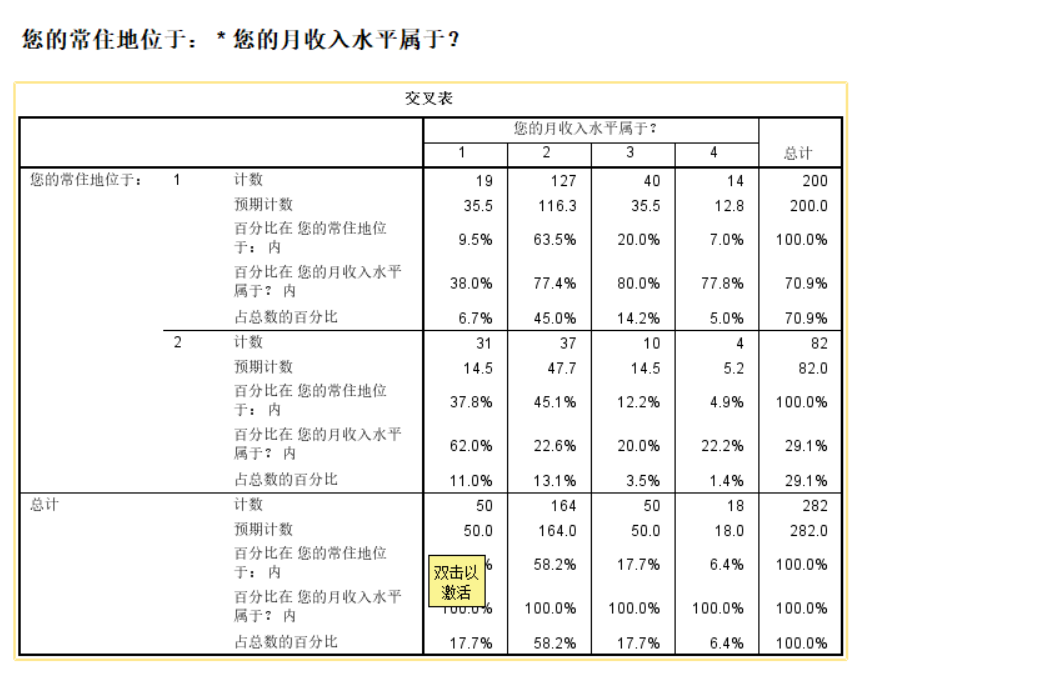 您的常住地位于： * 您的月收入水平属于？
交叉表
您的月收入水平属于？
1 2 3 4 总计
您的常住地位于： 1 计数 19 127 40 14 200
预期计数 35.5 116.3 35.5 12.8 200.0
百分比在 您的常住地位
于： 内 9.5% 63.5% 20.0% 7.0% 100.0%
百分比在 您的月收入水平
属于？ 内 38.0% 77.4% 80.0% 77.8% 70.9%
占总数的百分比 6.7% 45.0% 14.2% 5.0% 70.9%
2 计数 31 37 10 4 82
预期计数 14.5 47.7 14.5 5.2 82.0
百分比在 您的常住地位
于： 内 37.8% 45.1% 12.2% 4.9% 100.0%
百分比在 您的月收入水平
属于？ 内 62.0% 22.6% 20.0% 22.2% 29.1%
占总数的百分比 11.0% 13.1% 3.5% 1.4% 29.1%
总计 计数 50 164 50 18 282
预期计数 50.0 164.0 50.0 18.0 282.0
百分比在 您的常住地位
于： 内 58.2% 17.7% 6.4% 100.0%
双击以
激活
百分比在 您的月收入水平
属于？ 内 100.0% 100.0% 100.0% 100.0%
占总数的百分比 17.7% 58.2% 17.7% 6.4% 100.0%